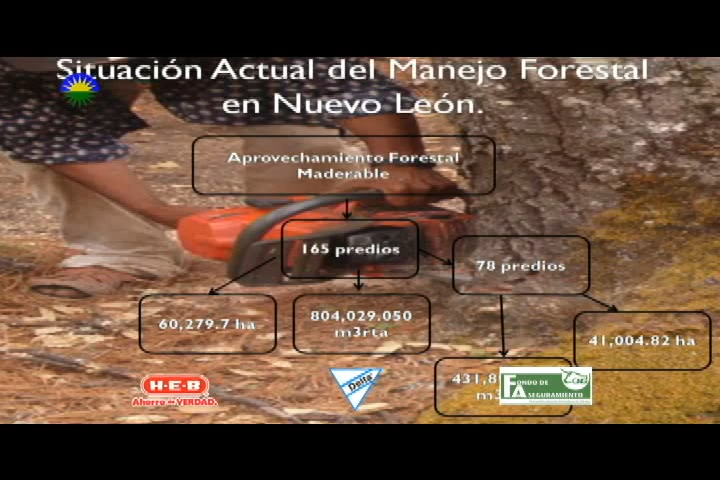 Situación Actual del Manejo Forestal
en Nuevo León.
Aprovechamiento Forestal
Maderable
165 predios
78 predios
60,279.7 ha
804,029.050
m3rta
41,004.82 ha
H-E-B
Ahorro de VERDAD.
Delta
FONDO DE
ASEGURAMIENTO